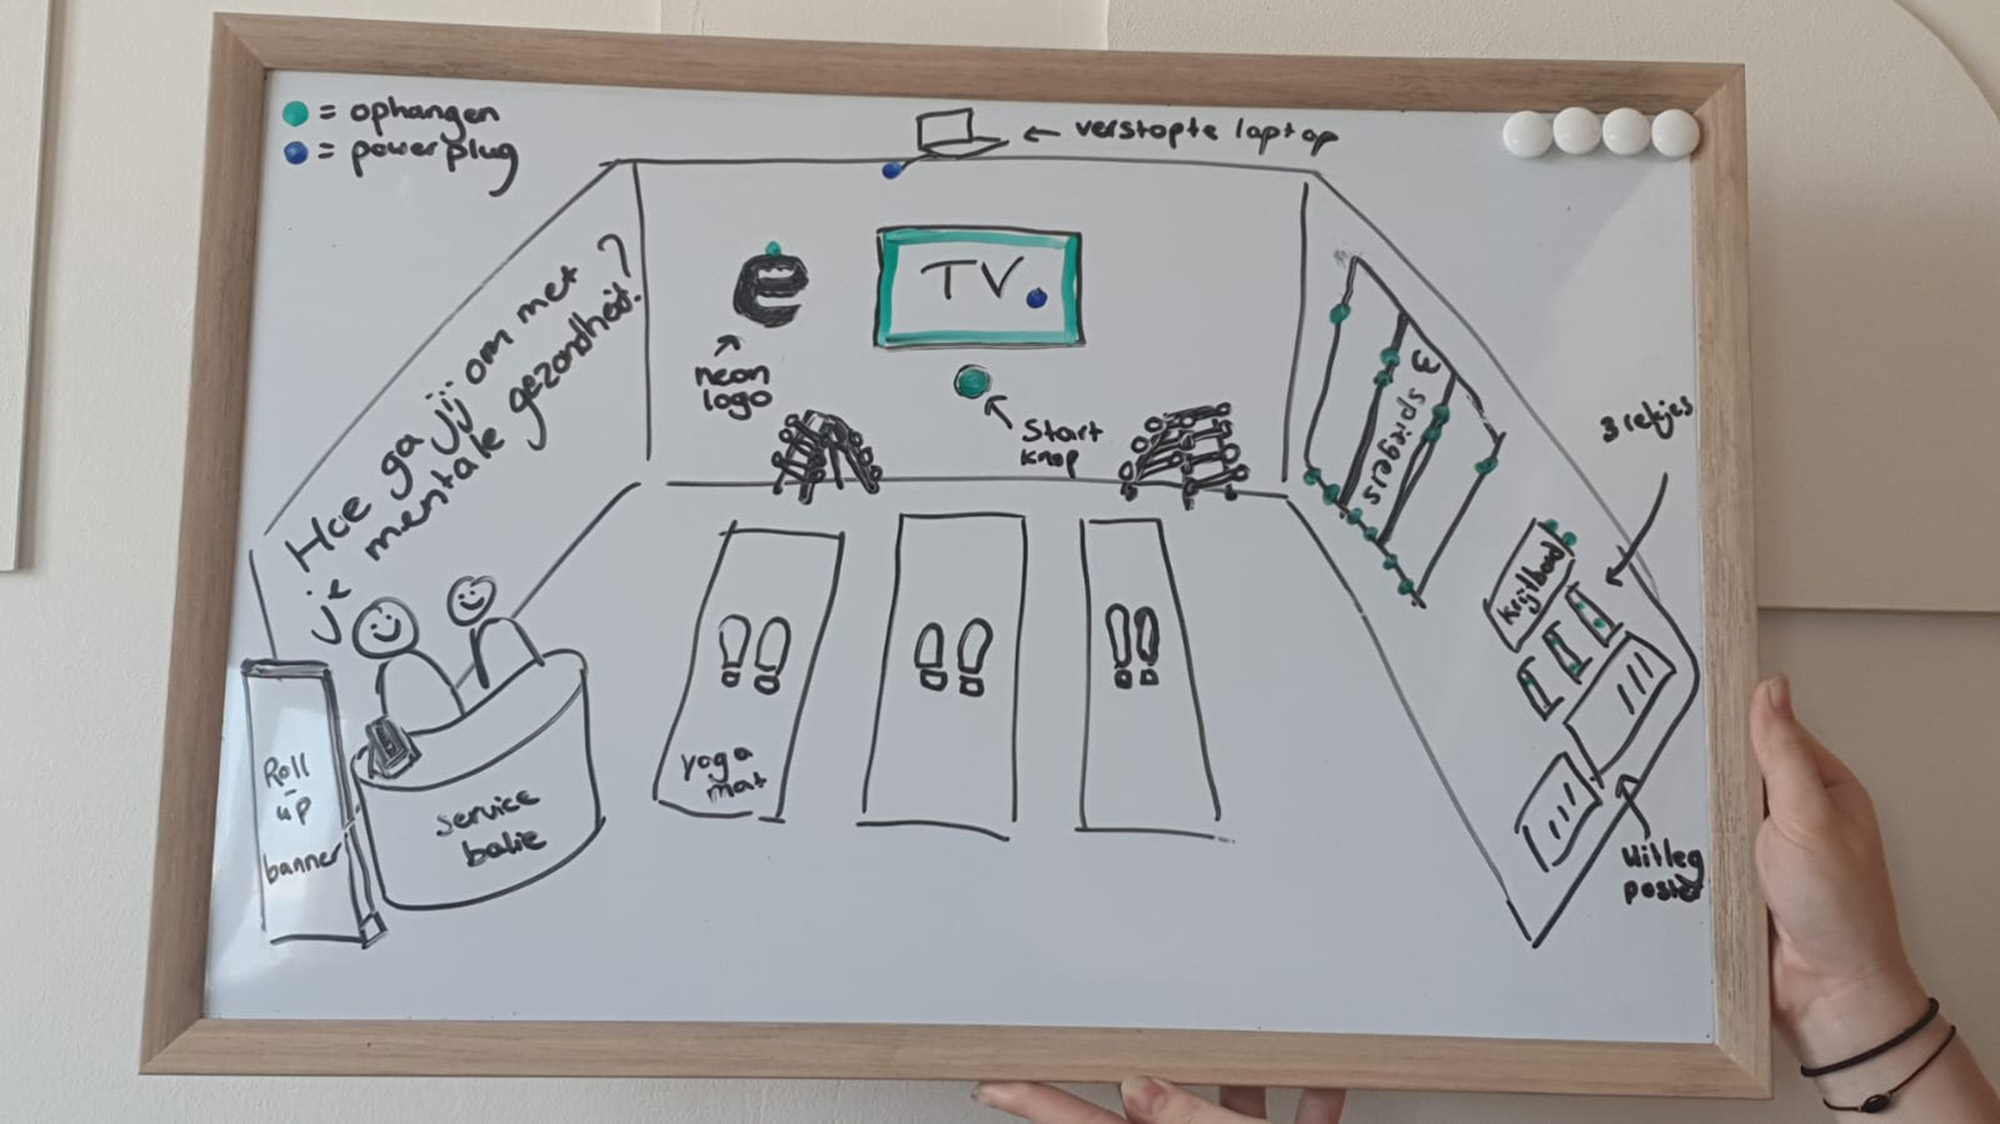 = ophangen
= powerplug
← verstopte laptop
Hoe ga jij om met
je mentale gezondheid?
e
neon
logo
TV
Start
knop
3 spiegels
3 rekjes
krijtbord
Uitleg
poster
Roll
-up
banner
service
balie
yoga
mat